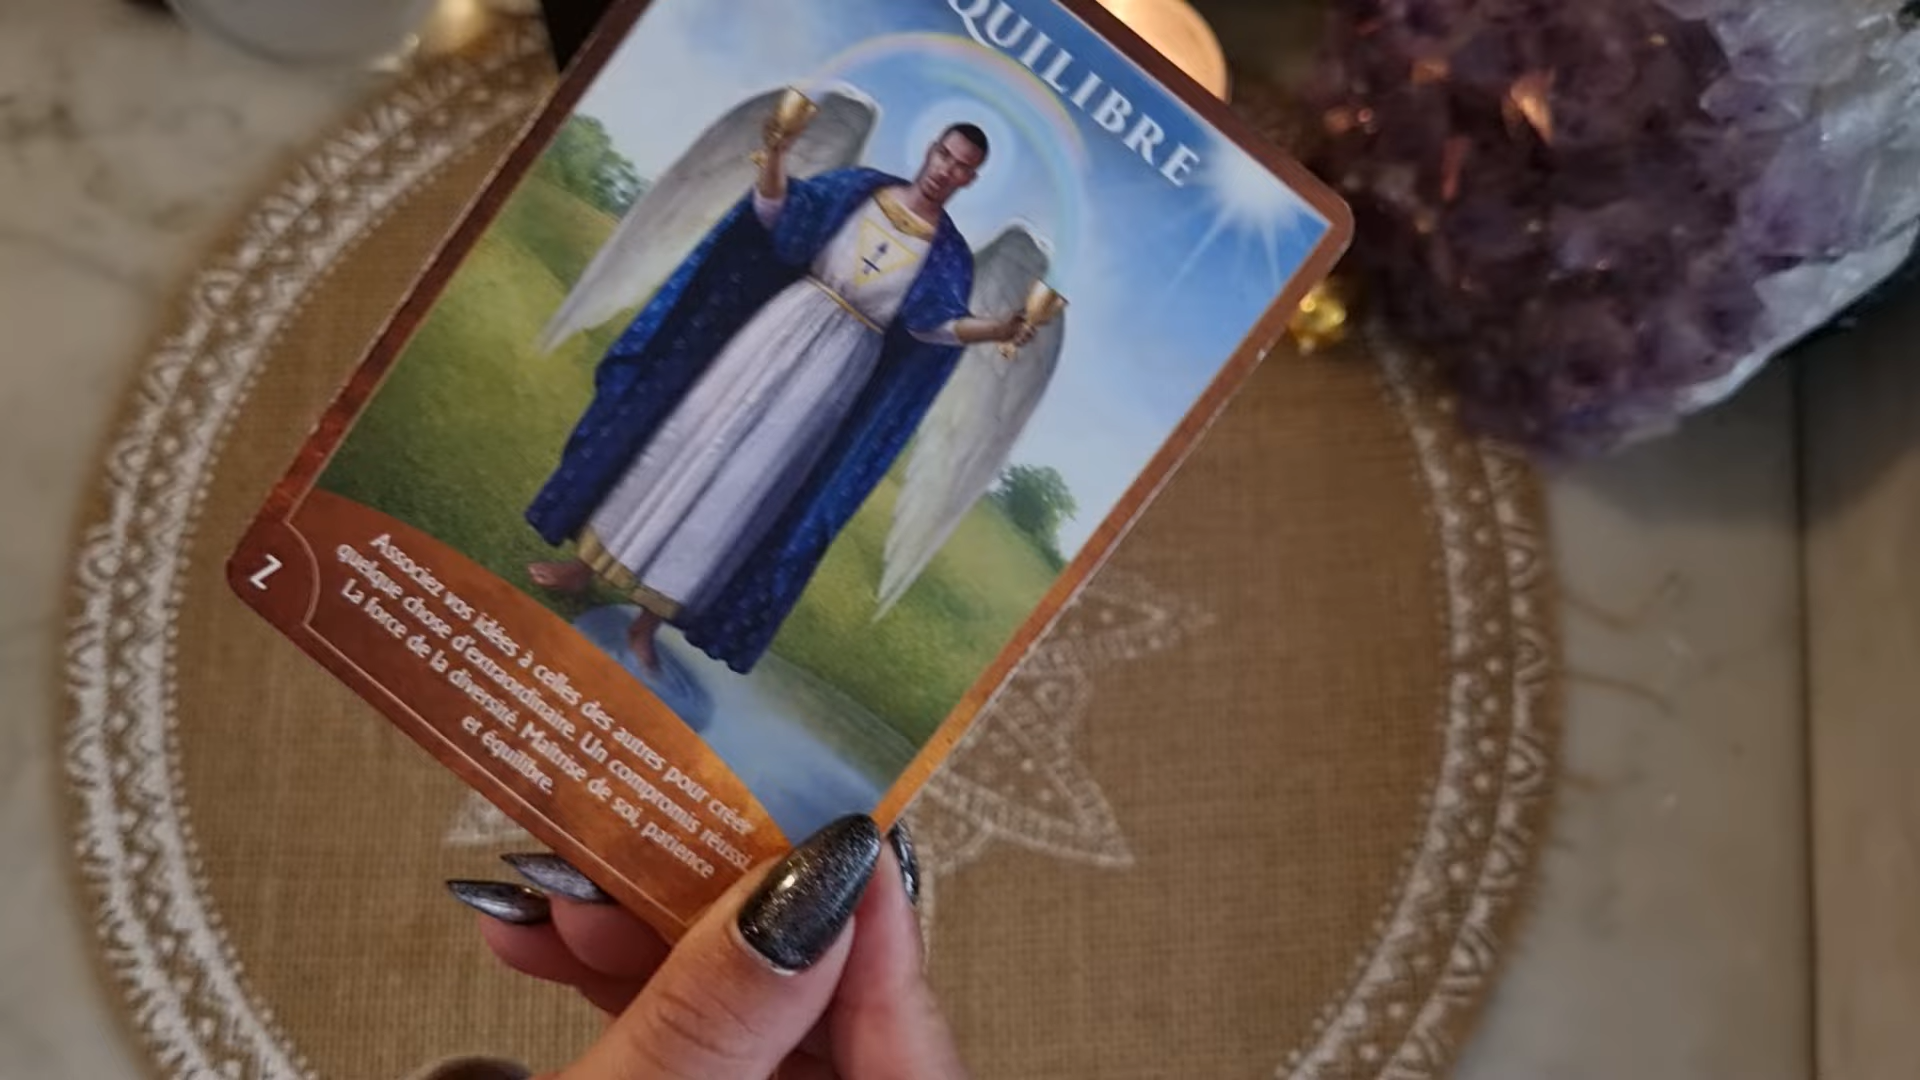 QUILIBRE
Z
Associez vos idées à celles des autres pour créer
quelque chose d'extraordinaire. Un compromis réussi.
La force de la diversité. Maîtrise de soi, patience
et équilibre.